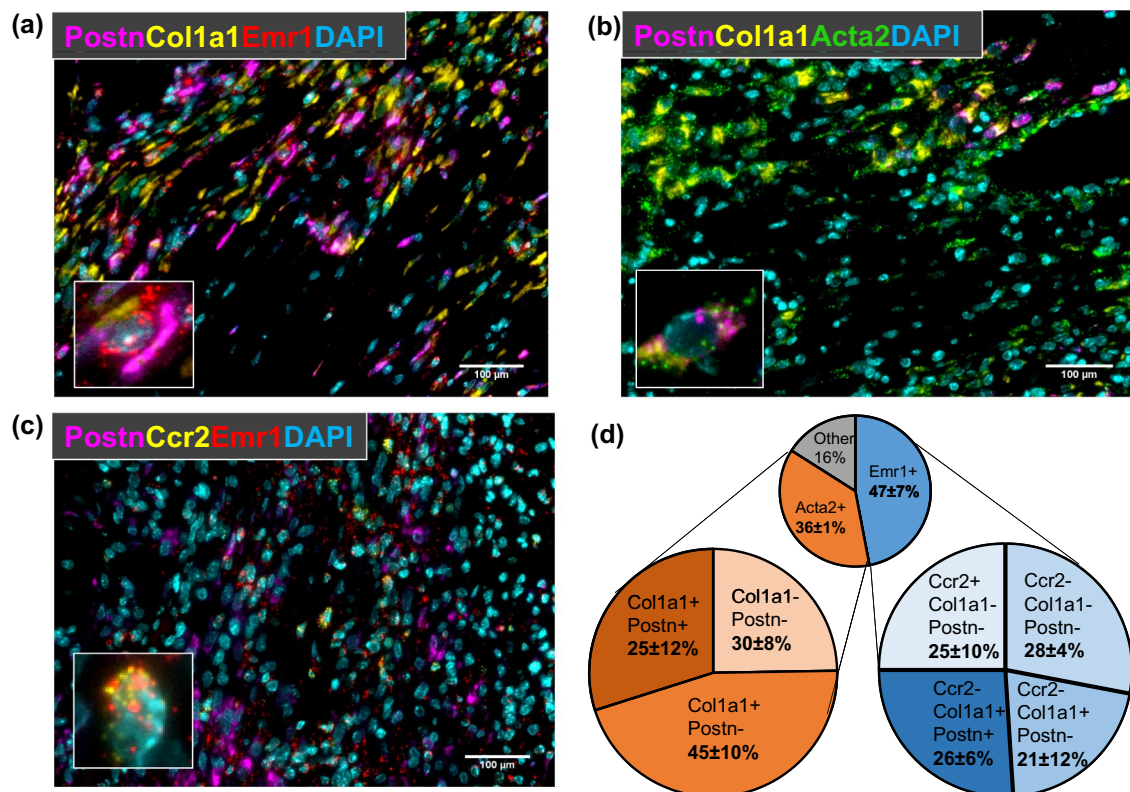 (a)
PostnCol1a1Emr1DAPI
100 µm
(b)
PostnCol1a1Acta2DAPI
100 µm
(c)
PostnCcr2Emr1DAPI
100 µm
(d)
Other
16%
Emr1+
47±7%
Acta2+
36±1%
Col1a1+
Postn+
25±12%
Col1a1-
Postn-
30±8%
Col1a1+
Postn-
45±10%
Ccr2+
Col1a1-
Postn-
25±10%
Ccr2-
Col1a1-
Postn-
28±4%
Ccr2-
Col1a1+
Postn+
26±6%
Ccr2-
Col1a1+
Postn-
21±12%